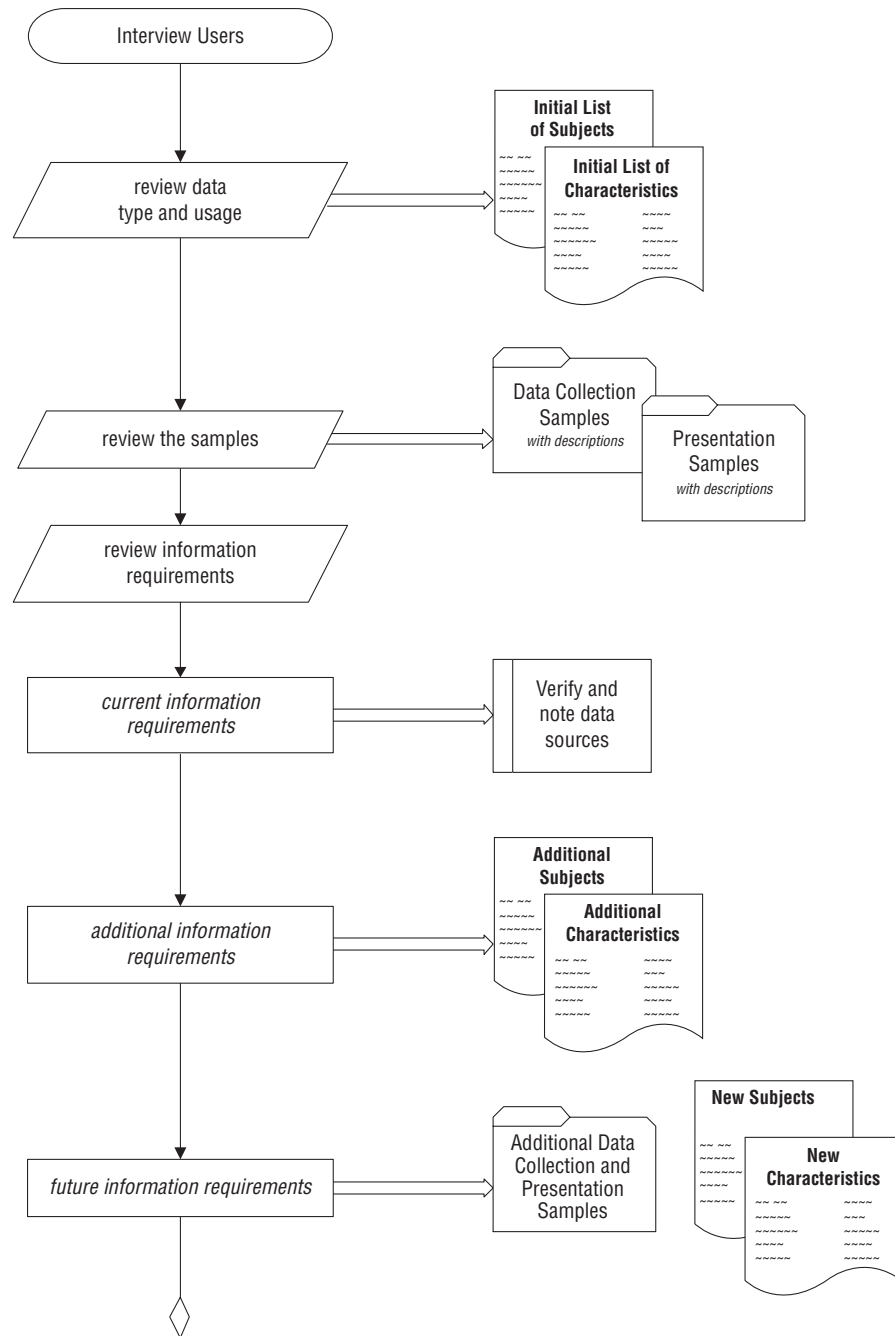 Interview Users
Initial List
of Subjects
Initial List of
Characteristics
review data
type and usage
Data Collection
Samples
with descriptions
Presentation
Samples
with descriptions
review the samples
review information
requirements
current information
requirements
Verify and
note data
sources
Additional
Subjects
Additional
Characteristics
additional information
requirements
New Subjects
New
Characteristics
Additional Data
Collection and
Presentation
Samples
future information requirements